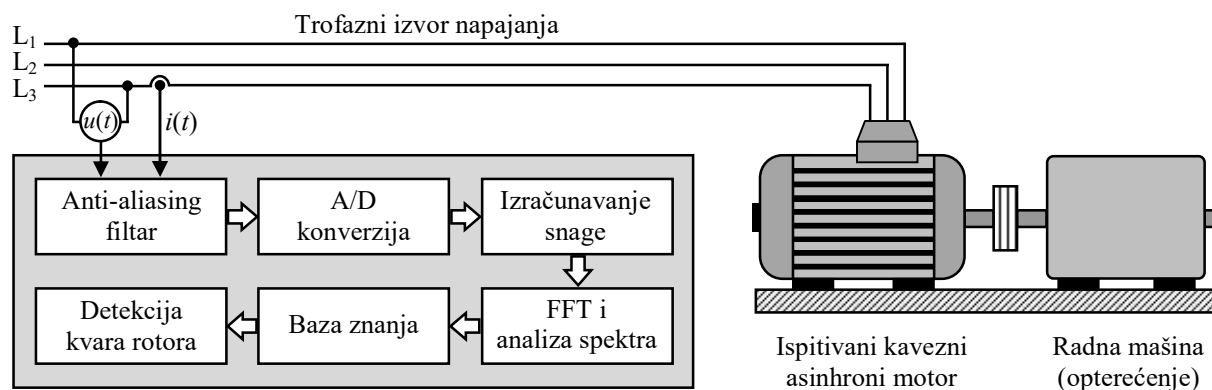 Trofazni izvor napajanja
L1
L2
L3
u(t)
i(t)
Anti-aliasing
filtar
A/D
konverzija
Izračunavanje
snage
Detekcija
kvara rotora
Baza znanja
FFT i
analiza spektra
Ispitivani kavezni
asinhroni motor
Radna mašina
(opterećenje)